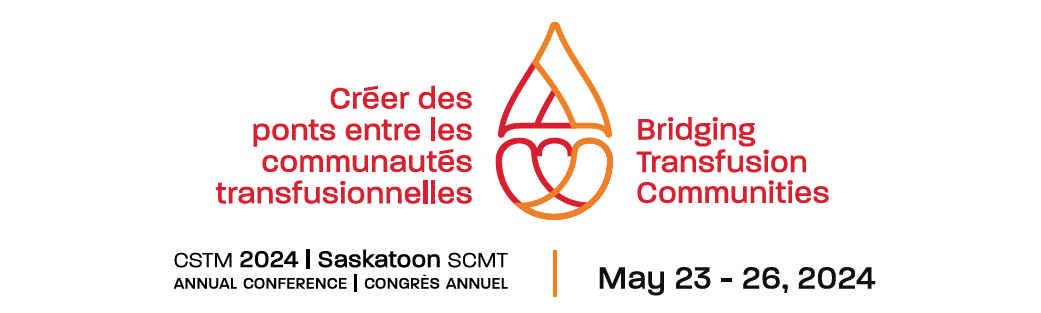 Créer des
ponts entre les
communautés
transfusionnelles
Bridging
Transfusion
Communities
CSTM 2024 | Saskatoon SCMT
ANNUAL CONFERENCE | CONGRÈS ANNUEL
May 23 - 26, 2024